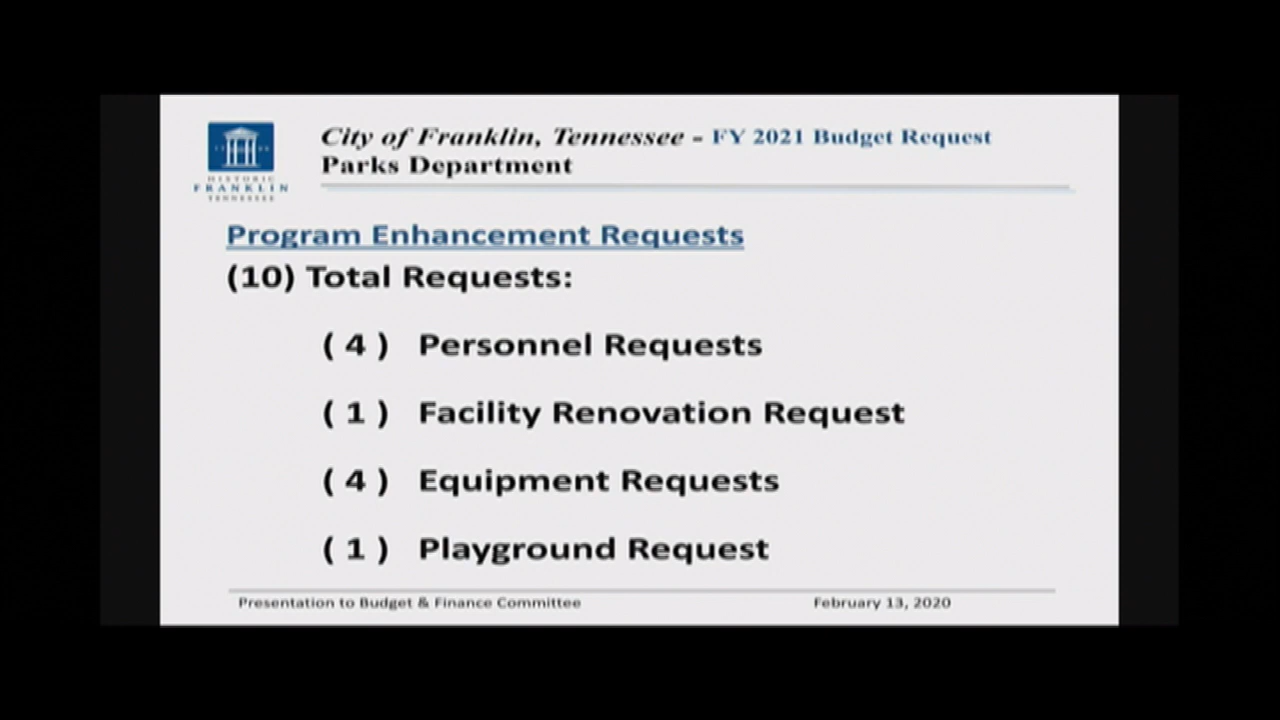 City of Franklin, Tennessee - FY 2021 Budget Request
Parks Department
HISTORIC
FRANKLIN
TENNESSEE
Program Enhancement Requests
(10) Total Requests:
( 4 ) Personnel Requests
( 1 ) Facility Renovation Request
( 4 ) Equipment Requests
( 1 ) Playground Request
Presentation to Budget & Finance Committee February 13, 2020